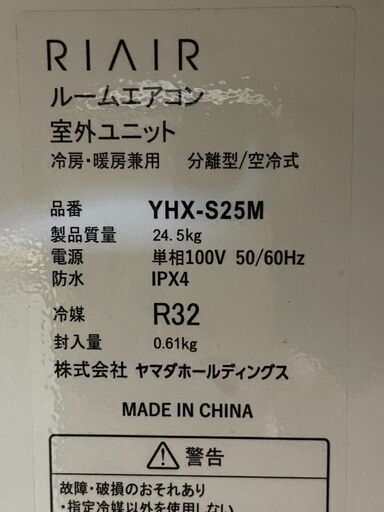 RIAIR
ルームエアコン
室外ユニット
冷房・暖房兼用 分離型/空冷式
品番 YHX-S25M
製品質量 24.5kg
電源 単相100V 50/60Hz
防水 IPX4
冷媒 R32
封入量 0.61kg
株式会社 ヤマダホールディングス
MADE IN CHINA
警告
故障・破損のおそれあり
・指定冷媒以外を使用しない